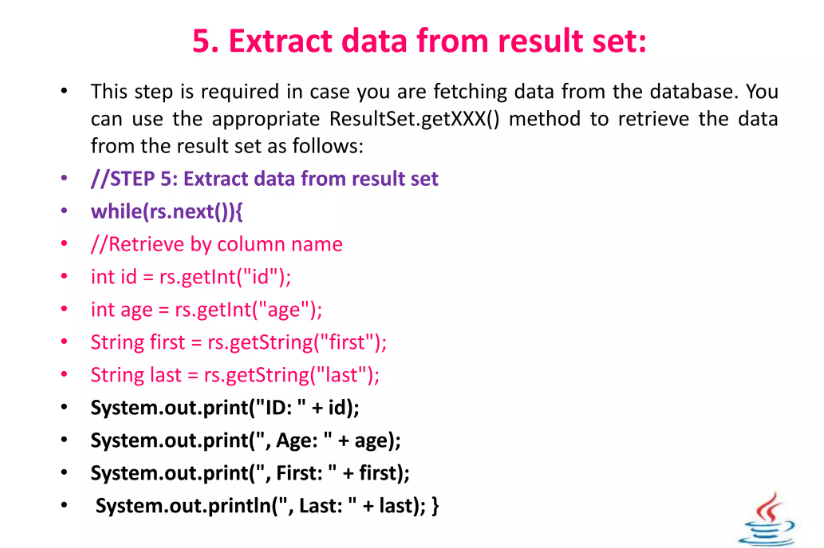 5. Extract data from result set:
• This step is required in case you are fetching data from the database. You
can use the appropriate ResultSet.getXXX() method to retrieve the data
from the result set as follows:
• //STEP 5: Extract data from result set
• while(rs.next()){
• //Retrieve by column name
• int id = rs.getInt("id");
• int age = rs.getInt("age");
• String first = rs.getString("first");
• String last = rs.getString("last");
• System.out.print("ID: " + id);
• System.out.print(", Age: " + age);
• System.out.print(", First: " + first);
• System.out.println(", Last: " + last); }